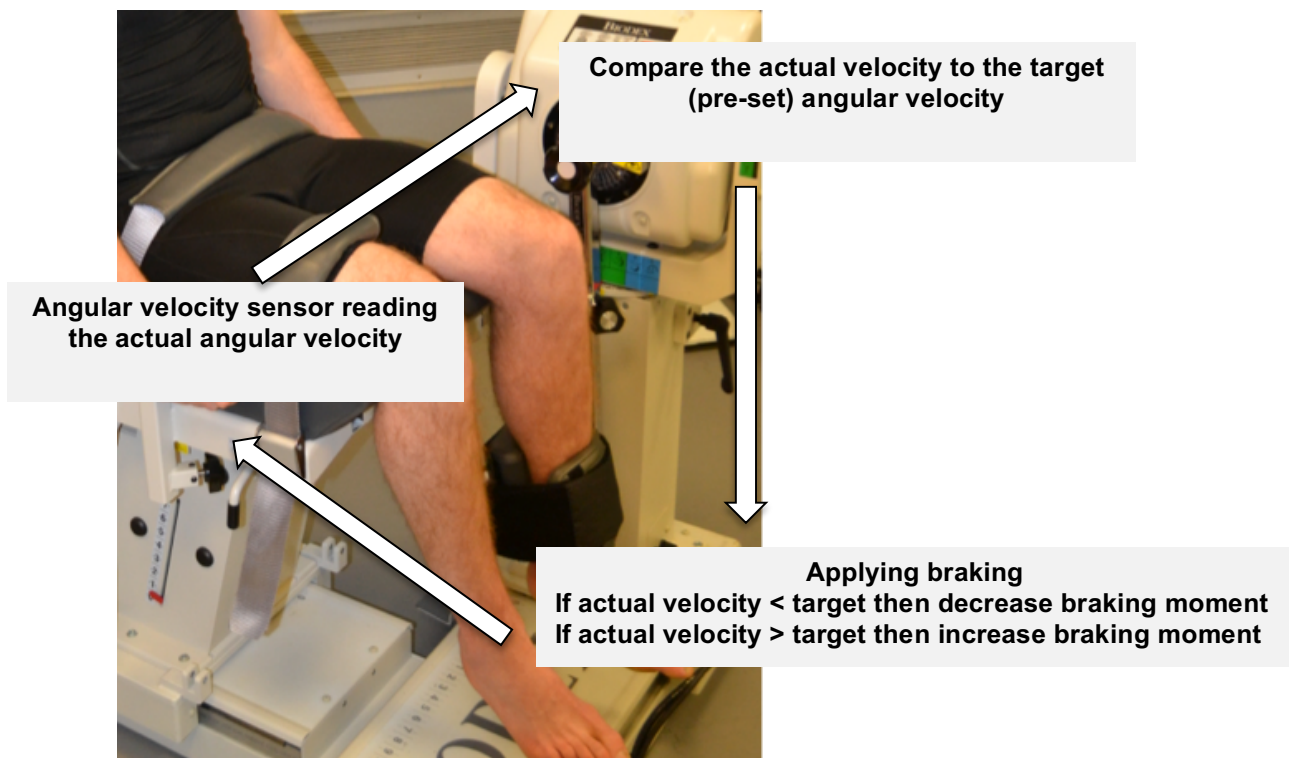 BIODEX
Compare the actual velocity to the target
(pre-set) angular velocity
Angular velocity sensor reading
the actual angular velocity
Applying braking
If actual velocity < target then decrease braking moment
If actual velocity > target then increase braking moment